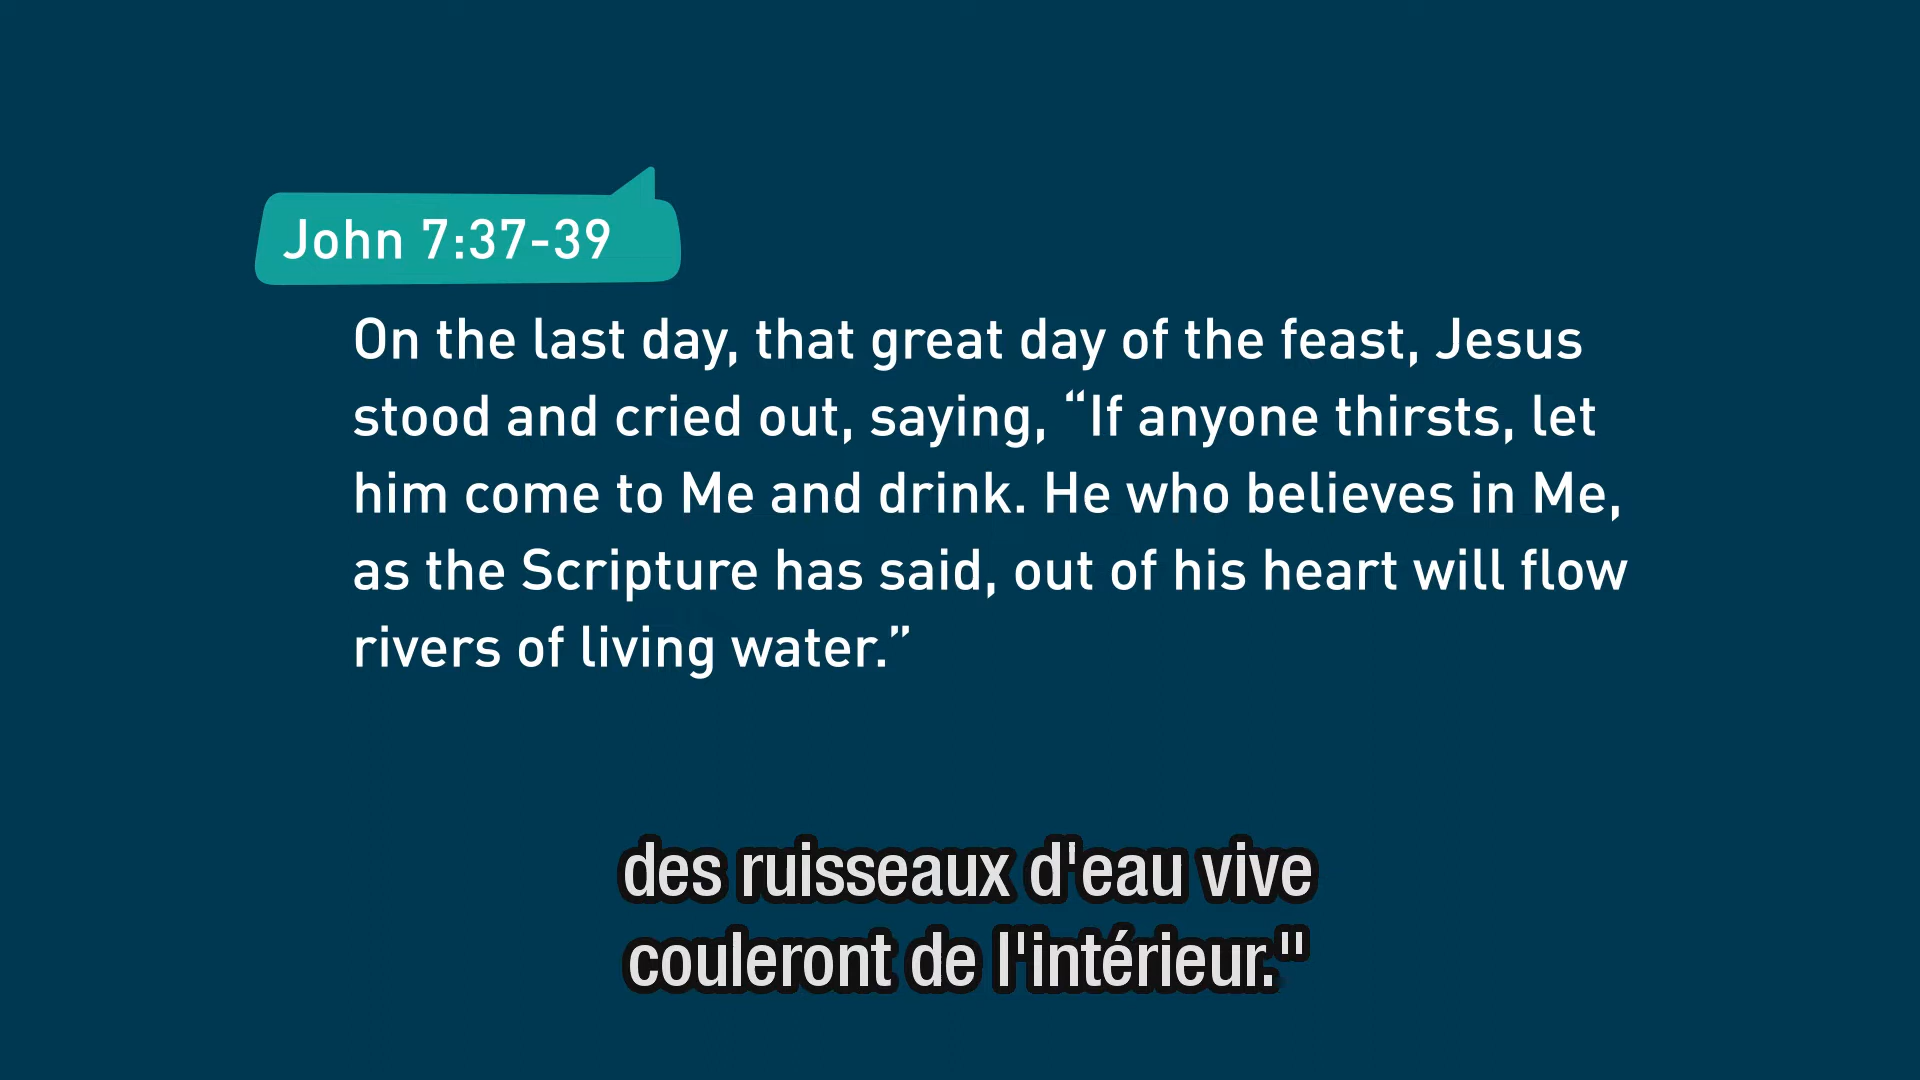 John 7:37-39
On the last day, that great day of the feast, Jesus
stood and cried out, saying, “If anyone thirsts, let
him come to Me and drink. He who believes in Me,
as the Scripture has said, out of his heart will flow
rivers of living water.”
des ruisseaux d'eau vive
couleront de l'intérieur."